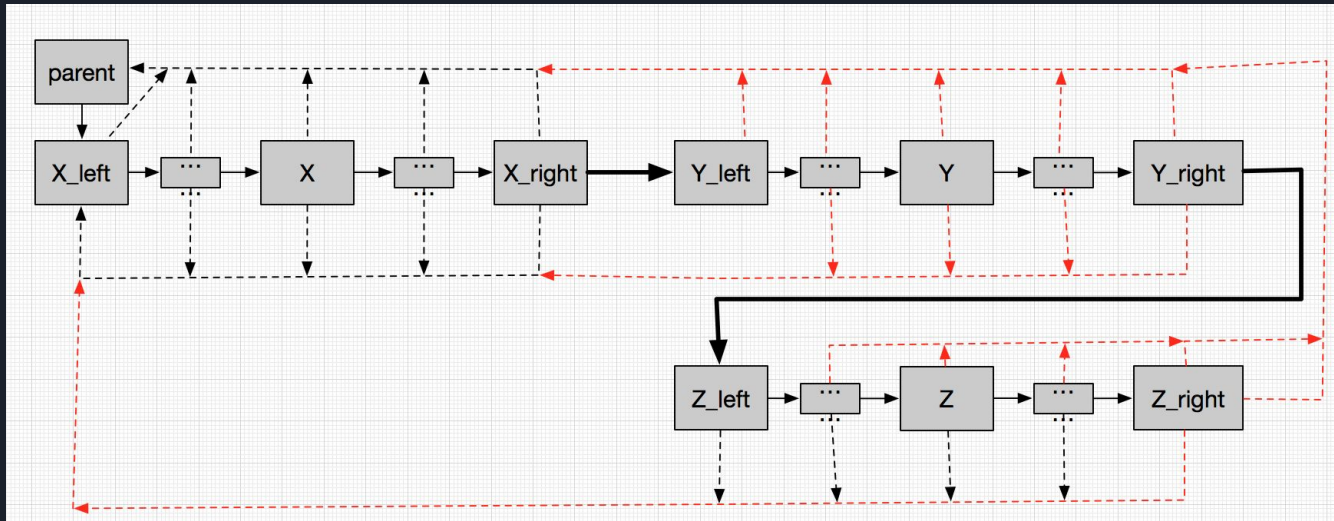 parent
X_left ... X ... X_right Y_left ... Y ... Y_right
... ... ... ...
Z_left ... Z ... Z_right
... ...